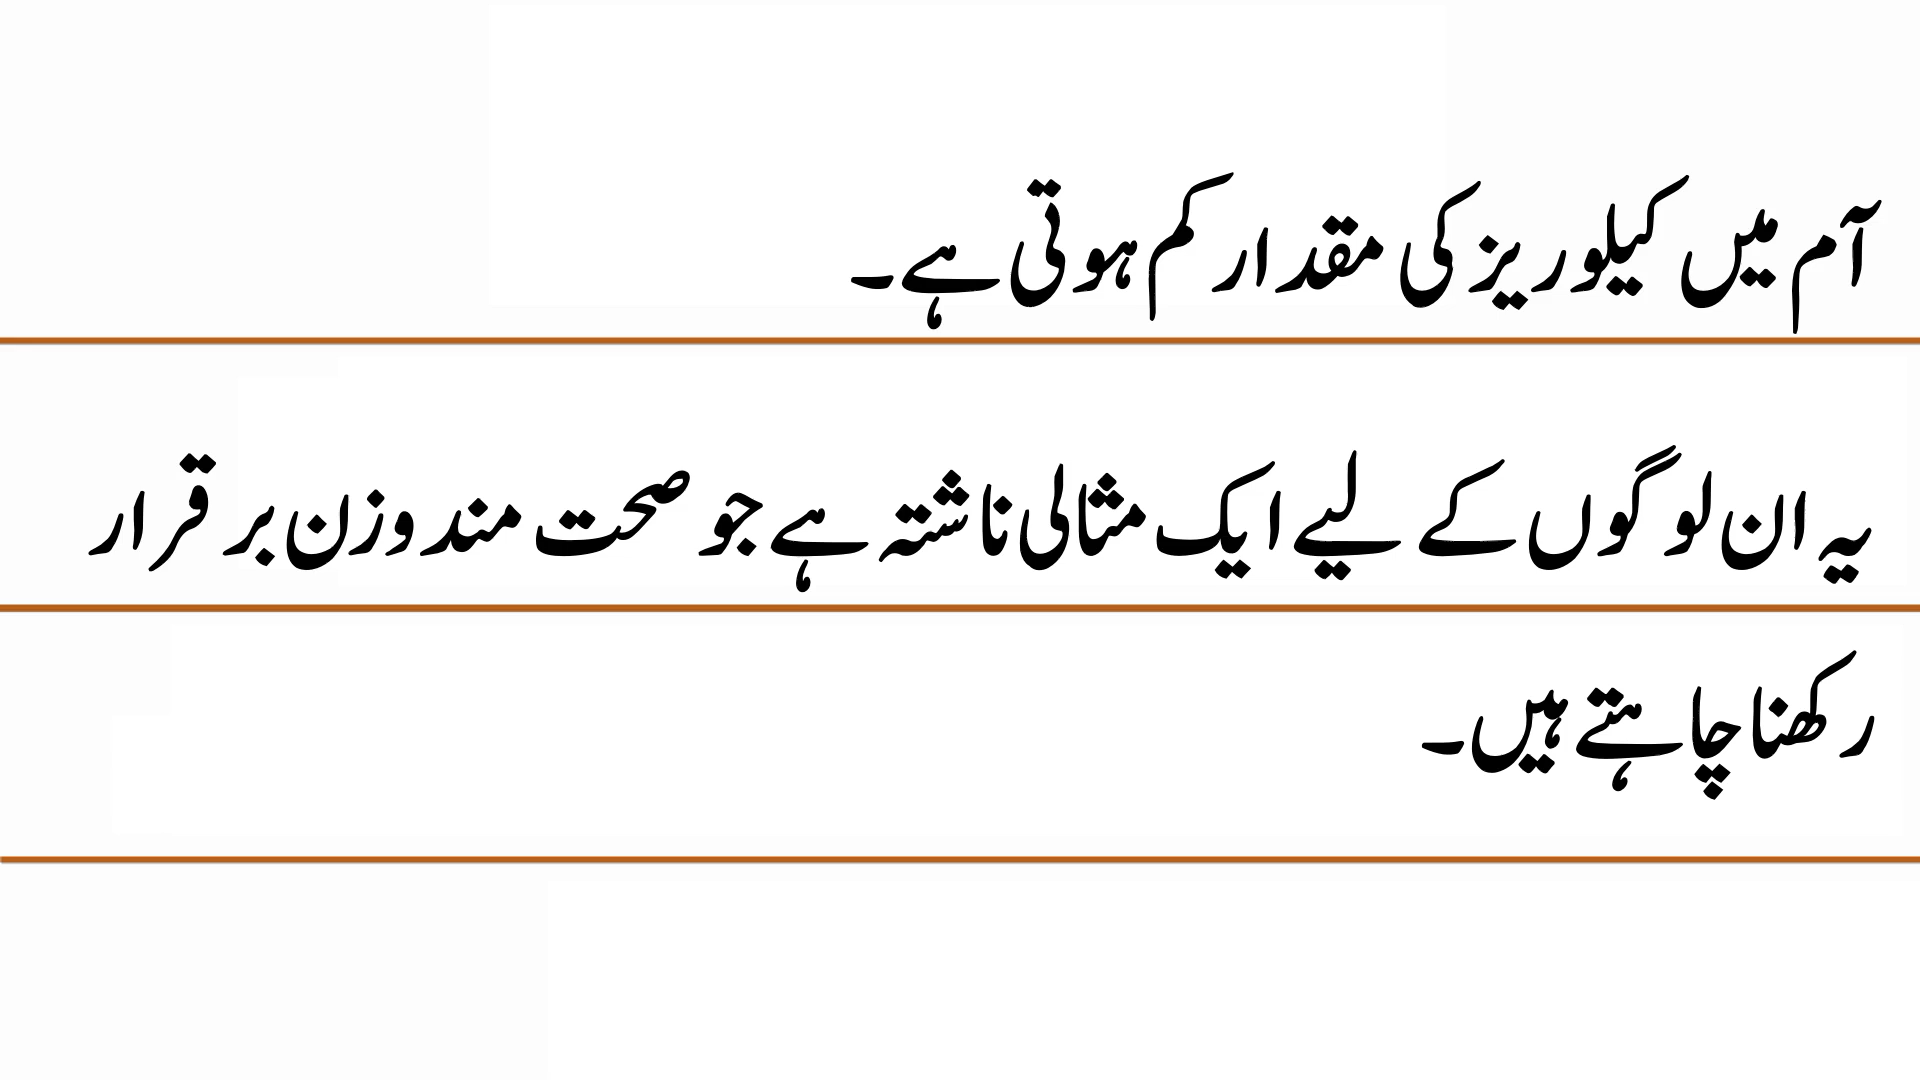 آم میں کیلوریز کی مقدار کم ہوتی ہے۔
یہ ان لوگوں کے لیے ایک مثالی ناشتہ ہے جو صحت مند وزن برقرار
رکھنا چاہتے ہیں۔